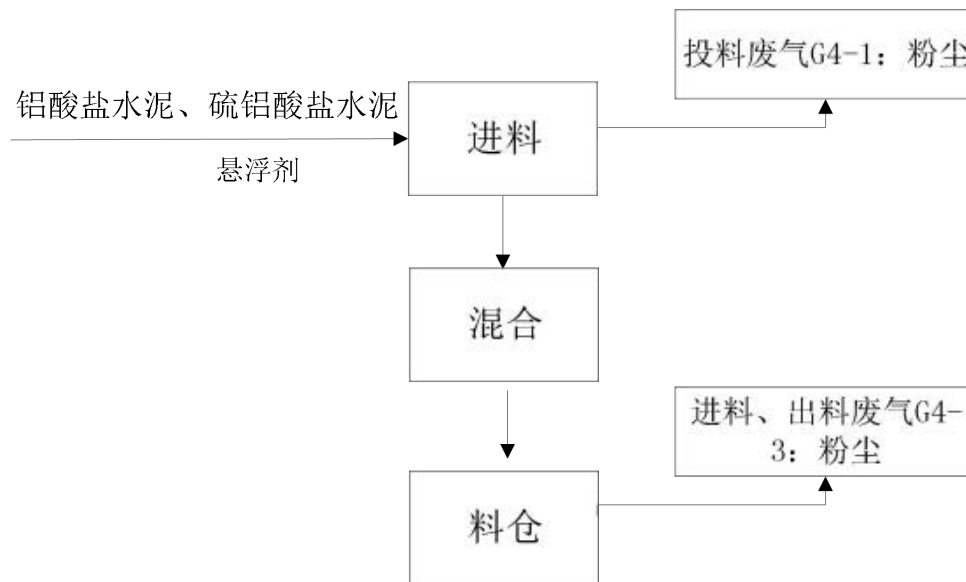 投料废气G4-1：粉尘
铝酸盐水泥、硫铝酸盐水泥
进料
悬浮剂
混合
进料、出料废气G4-
3：粉尘
料仓